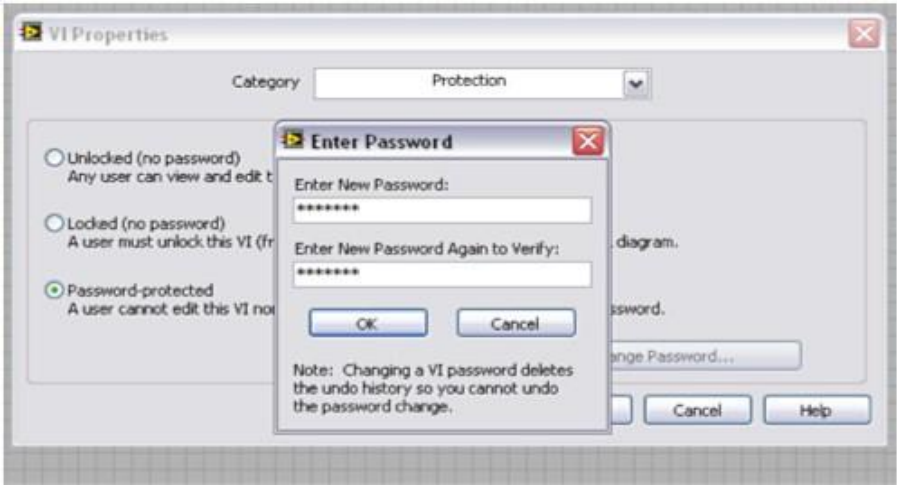 VI Properties
Category
Protection
Unlocked (no password)
Any user can view and edit t
Locked (no password)
A user must unlock this VI (fr
diagram.
Password-protected
A user cannot edit this VI nor
ssword.
ange Password...
Cancel
Help
Enter Password
Enter New Password:
*******
Enter New Password Again to Verify:
*******
OK
Cancel
Note: Changing a VI password deletes
the undo history so you cannot undo
the password change.